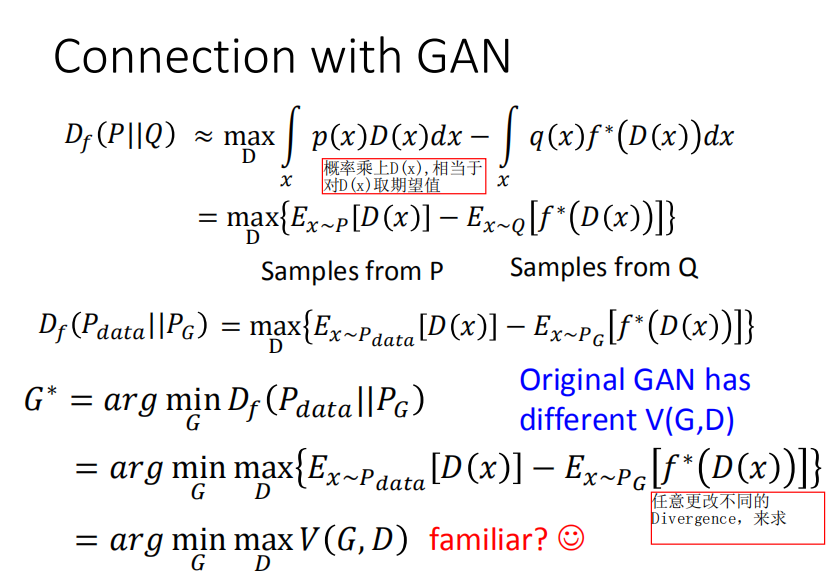 Connection with GAN
D_f(P||Q) ≈ max_D ∫_x p(x)D(x)dx − ∫_x q(x)f*(D(x))dx
概率乘上D(x),相当于
对D(x)取期望值
= max_D{E_{x~P}[D(x)] − E_{x~Q}[f*(D(x))]}
Samples from P Samples from Q
D_f(P_data||P_G) = max_D{E_{x~P_data}[D(x)] − E_{x~P_G}[f*(D(x))]}
G* = arg min_G D_f(P_data||P_G)
Original GAN has
different V(G,D)
= arg min_G max_D{E_{x~P_data}[D(x)] − E_{x~P_G}[f*(D(x))]}
任意更改不同的
Divergence，来求
= arg min_G max_D V(G,D) familiar? ☺